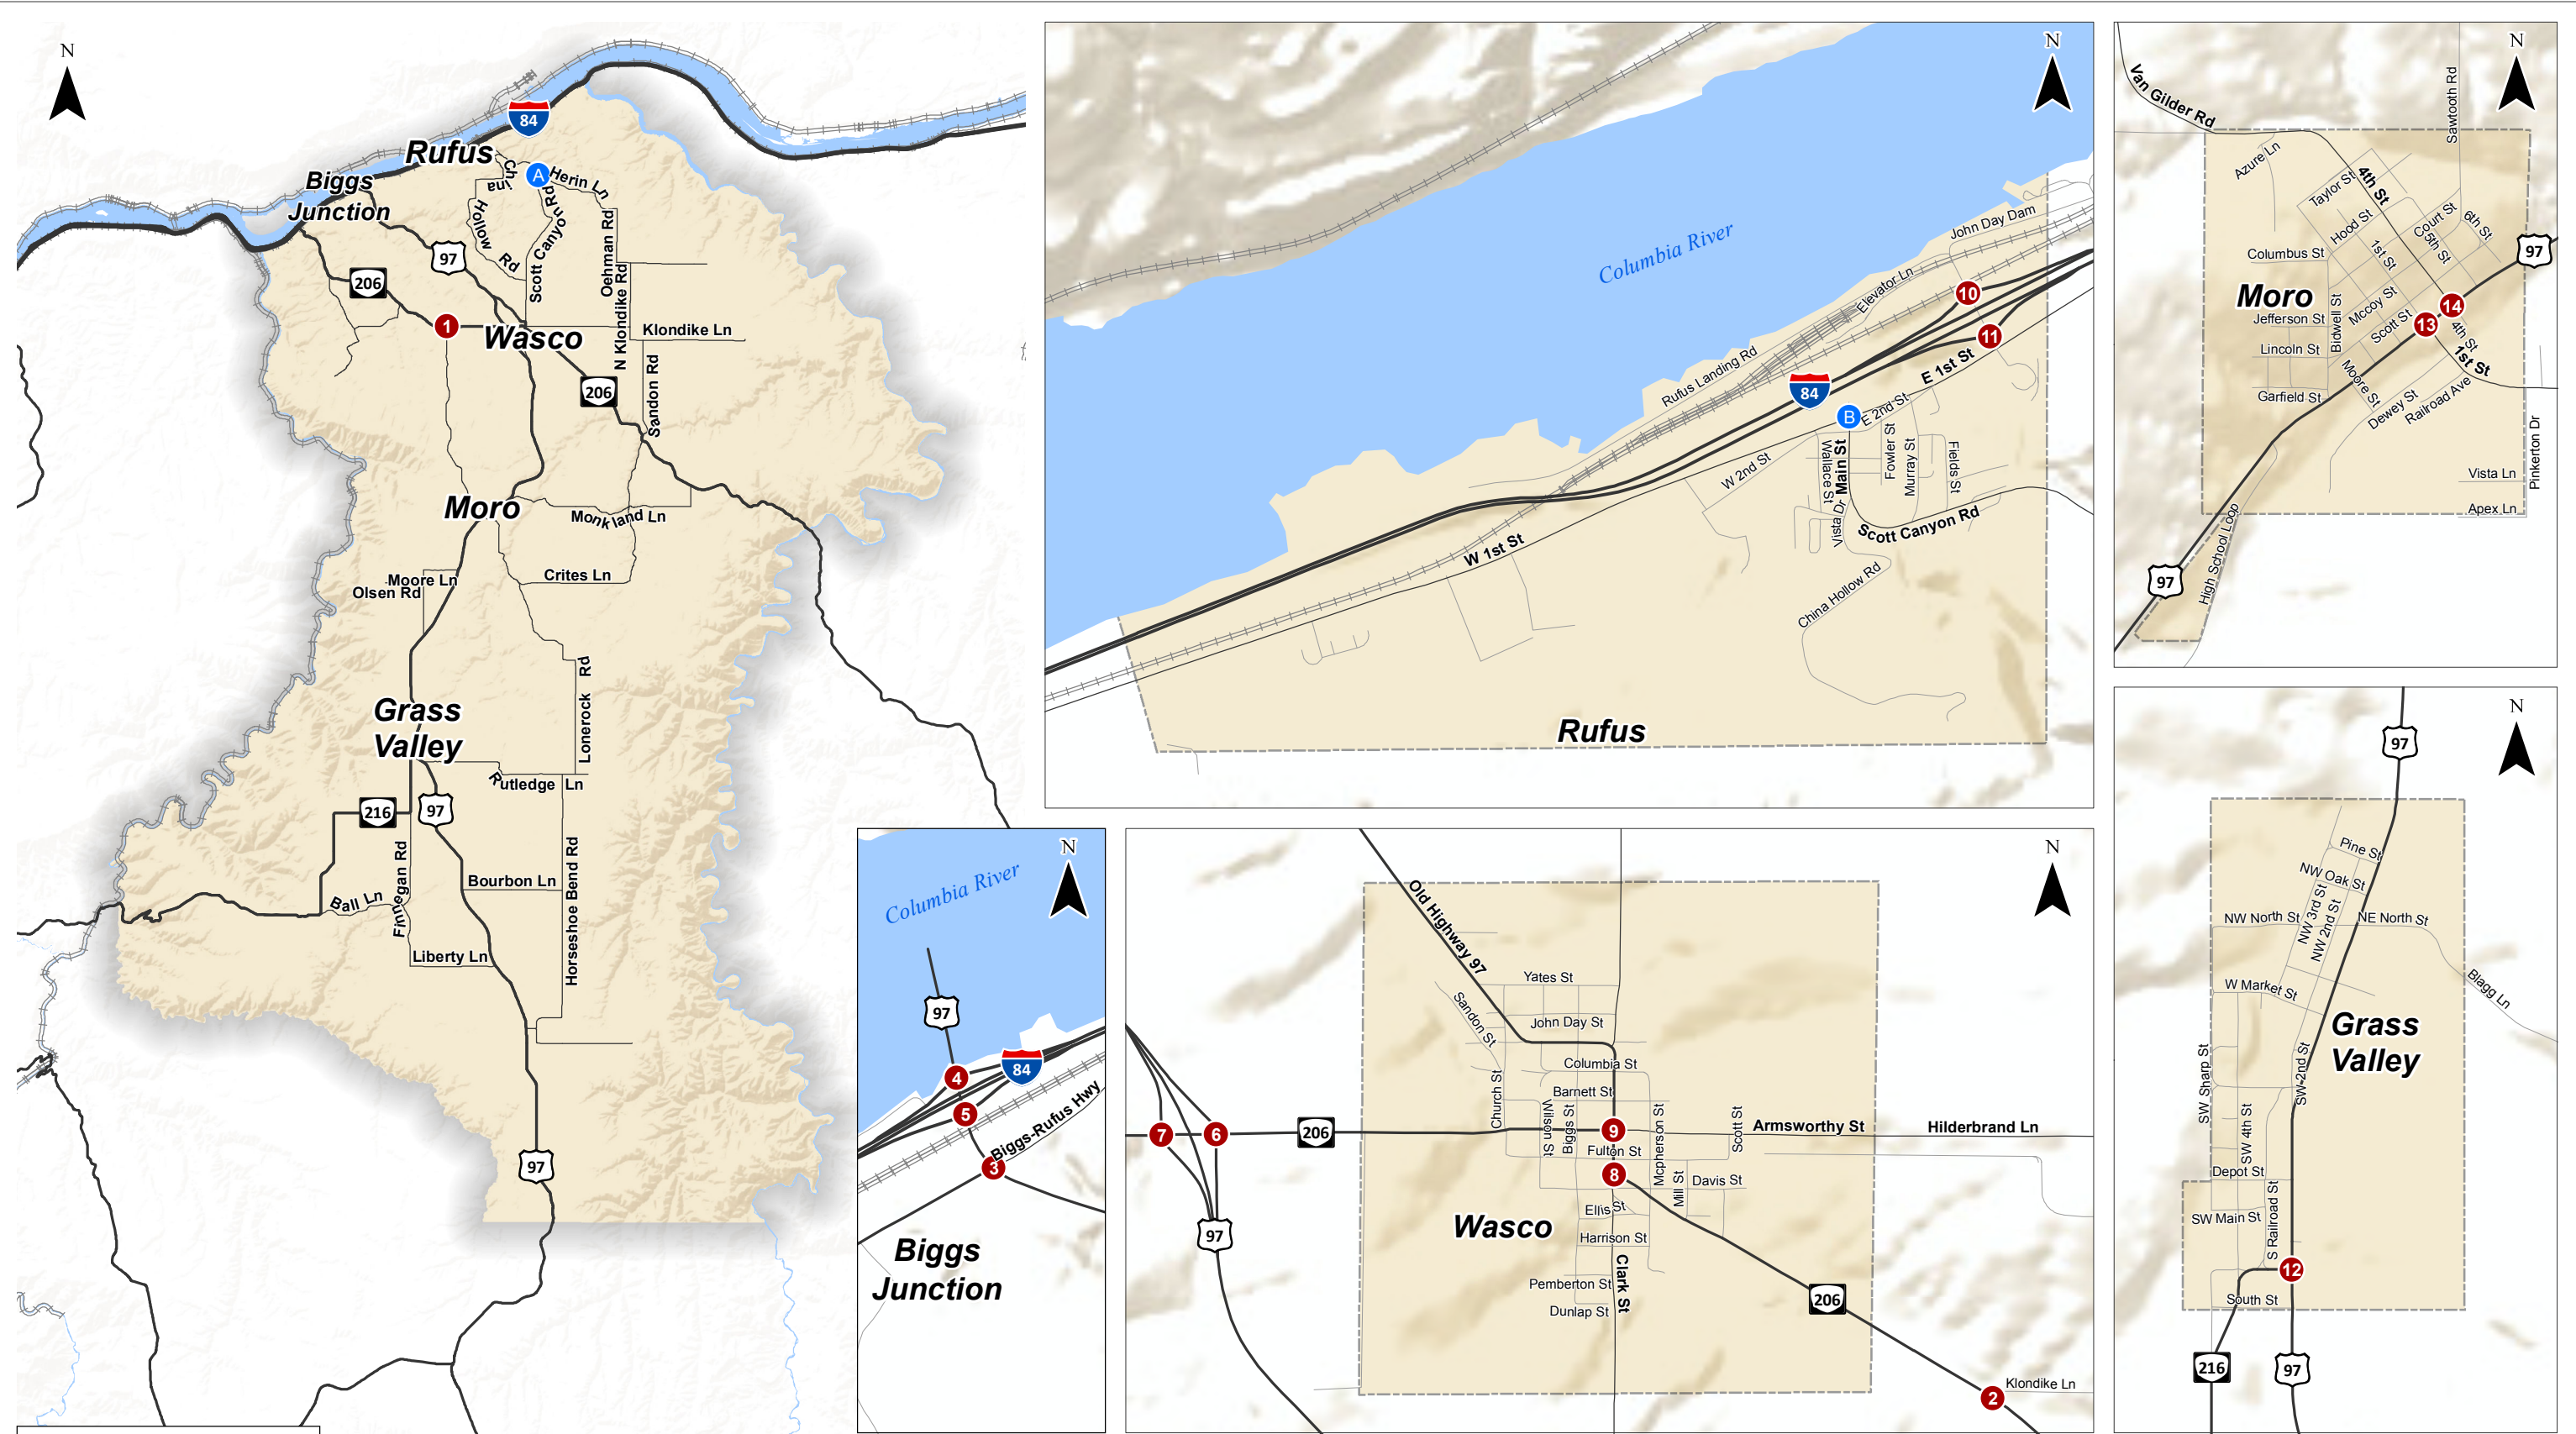 N
84
Rufus
Biggs
Junction
A
Herin Ln
China
Hollow
Rd
Scott Canyon Rd
Oehman Rd
97
206
1
Wasco
N Klondike Rd
Klondike Ln
206
Sandon Rd
Moro
Monkland Ln
Moore Ln
Olsen Rd
Crites Ln
Lonerock Rd
Grass
Valley
Rutledge Ln
216
97
Finnegan Rd
Ball Ln
Bourbon Ln
Horseshoe Bend Rd
Liberty Ln
97
N
Columbia River
John Day Dam
Elevator Ln
10
11
Rufus Landing Rd
84
E 1st St
B
E 2nd St
W 2nd St
Wallace St
Main St
Fowler St
Murray St
Fields St
Vista Dr
Scott Canyon Rd
W 1st St
China Hollow Rd
Rufus
N
Van Gilder Rd
Sawtooth Rd
Azure Ln
Taylor St
4th St
Hood St
Court St
6th St
5th St
1st St
97
Columbus St
Moro
Mccoy St
Bidwell St
Jefferson St
Scott St
14
13
4th St
Lincoln St
1st St
Moore St
Garfield St
Dewey St
Railroad Ave
Pinkerton Dr
Vista Ln
Apex Ln
High School Loop
97
N
Columbia River
97
4
84
5
Biggs-Rufus Hwy
3
Biggs
Junction
N
Old Highway 97
Yates St
Sandon St
John Day St
Columbia St
Church St
Barnett St
Wilson St
Biggs St
Mcpherson St
Scott St
7
6
206
9
Armsworthy St
Hilderbrand Ln
Fulton St
8
Mill St
Davis St
Ellis St
Wasco
97
Harrison St
Clark St
Pemberton St
Dunlap St
206
2
Klondike Ln
N
97
Pine St
NW Oak St
NW 3rd St
NW 2nd St
NW North St
NE North St
W Market St
Blagg Ln
Grass
Valley
SW Sharp St
SW 2nd St
SW 4th St
Depot St
SW Main St
S Railroad St
12
South St
216
97